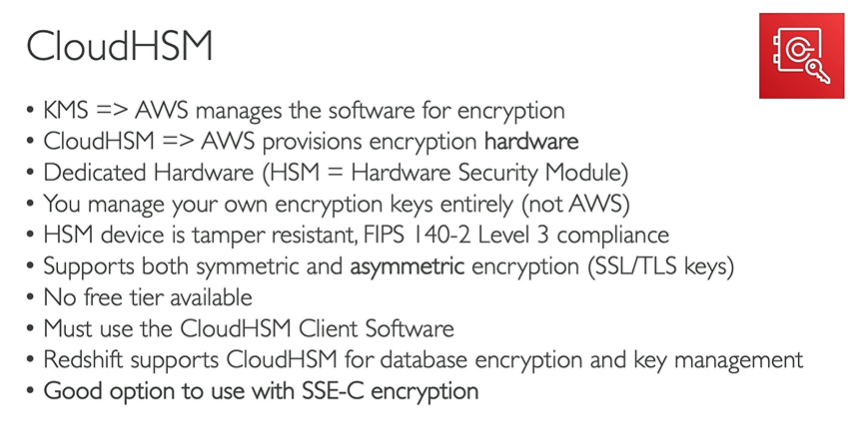 CloudHSM
• KMS => AWS manages the software for encryption
• CloudHSM => AWS provisions encryption hardware
• Dedicated Hardware (HSM = Hardware Security Module)
• You manage your own encryption keys entirely (not AWS)
• HSM device is tamper resistant, FIPS 140-2 Level 3 compliance
• Supports both symmetric and asymmetric encryption (SSL/TLS keys)
• No free tier available
• Must use the CloudHSM Client Software
• Redshift supports CloudHSM for database encryption and key management
• Good option to use with SSE-C encryption